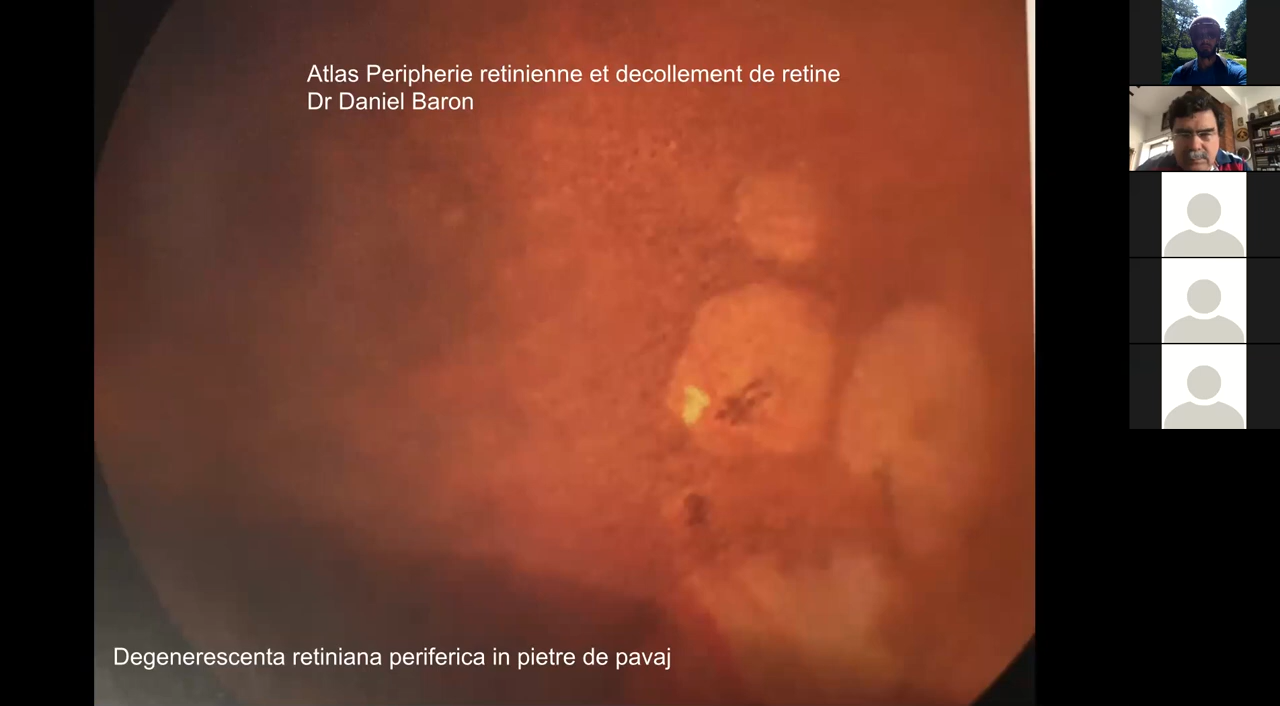 Atlas Peripherie retinienne et decollement de retine
Dr Daniel Baron
Degenerescenta retiniana periferica in pietre de pavaj